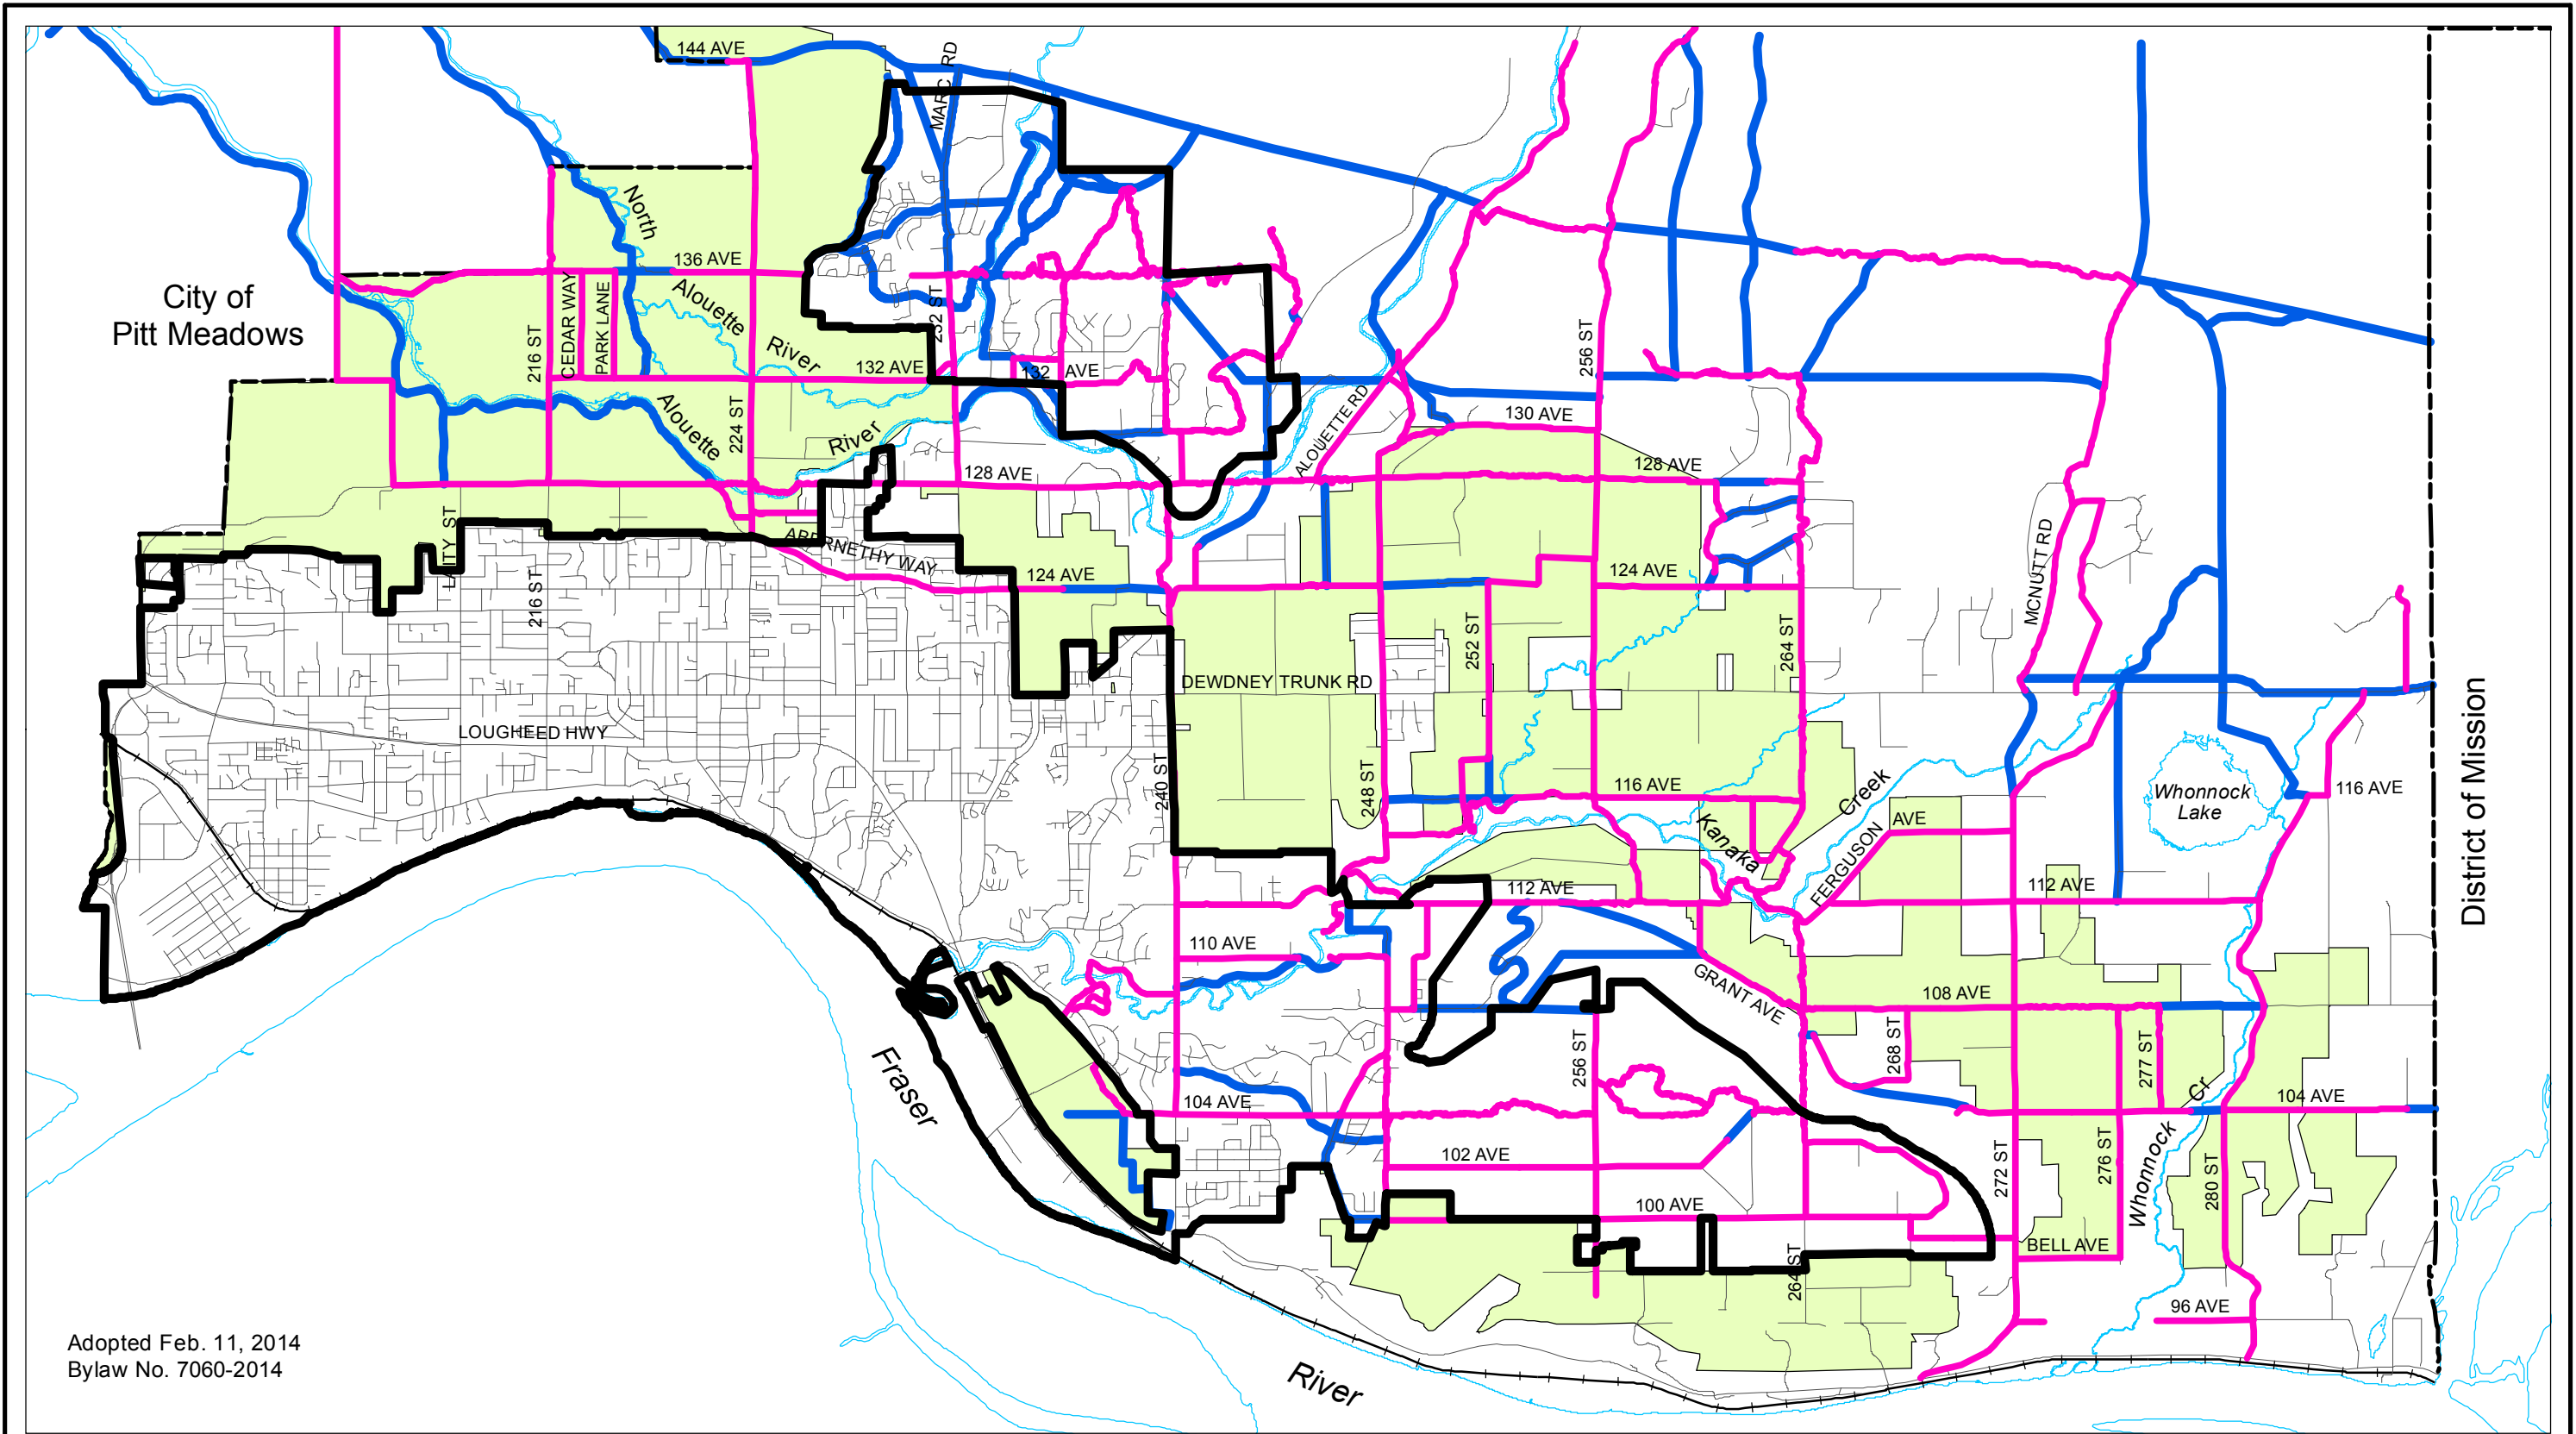 144 AVE
MARC RD
North
136 AVE
City of
Pitt Meadows
CEDAR WAY
PARK LANE
216 ST
Alouette
River
232 ST
132 AVE
132 AVE
256 ST
224 ST
Alouette
River
130 AVE
ALOUETTE RD
128 AVE
128 AVE
LAITY ST
216 ST
ABERNETHY WAY
124 AVE
124 AVE
MCNUTT RD
252 ST
264 ST
DEWDNEY TRUNK RD
LOUGHEED HWY
District of Mission
240 ST
248 ST
116 AVE
Kanaka
Creek
Whonnock
Lake
116 AVE
FERGUSON AVE
112 AVE
112 AVE
110 AVE
GRANT AVE
108 AVE
256 ST
268 ST
277 ST
Fraser
104 AVE
104 AVE
102 AVE
272 ST
276 ST
Whonnock Cr
280 ST
100 AVE
BELL AVE
264 ST
96 AVE
Adopted Feb. 11, 2014
Bylaw No. 7060-2014
River